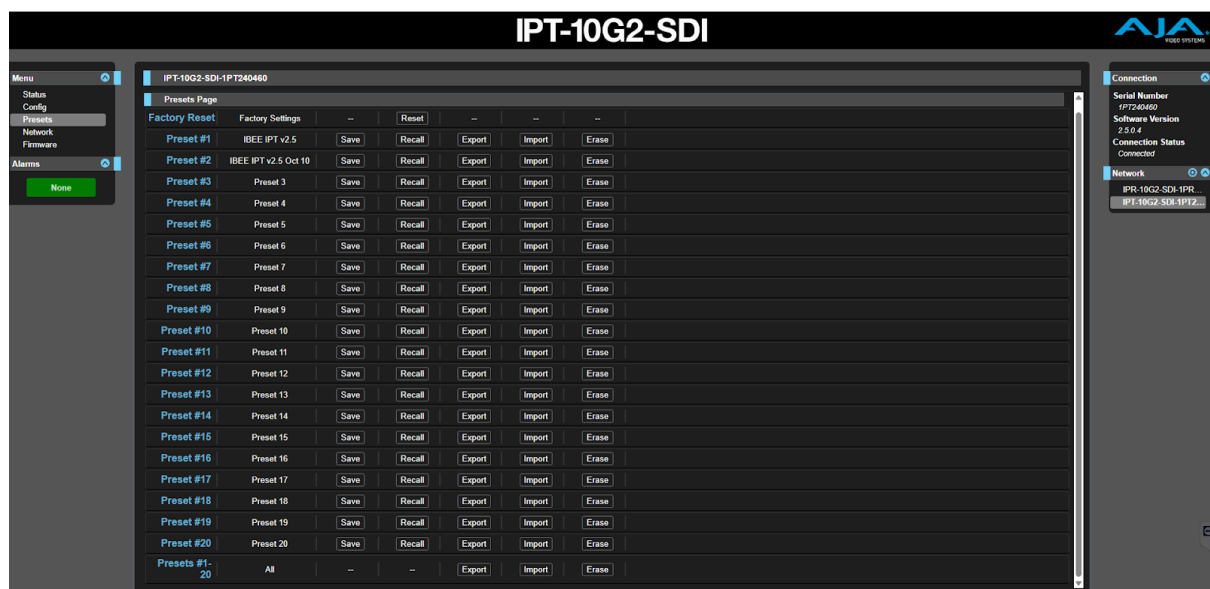 IPT-10G2-SDI
AJA
VIDEO SYSTEMS
Menu
Status
Config
Presets
Network
Firmware
Alarms
None
IPT-10G2-SDI-1PT240460
Presets Page
Factory Reset Factory Settings -- Reset -- -- --
Preset #1 IBEE IPT v2.5 Save Recall Export Import Erase
Preset #2 IBEE IPT v2.5 Oct 10 Save Recall Export Import Erase
Preset #3 Preset 3 Save Recall Export Import Erase
Preset #4 Preset 4 Save Recall Export Import Erase
Preset #5 Preset 5 Save Recall Export Import Erase
Preset #6 Preset 6 Save Recall Export Import Erase
Preset #7 Preset 7 Save Recall Export Import Erase
Preset #8 Preset 8 Save Recall Export Import Erase
Preset #9 Preset 9 Save Recall Export Import Erase
Preset #10 Preset 10 Save Recall Export Import Erase
Preset #11 Preset 11 Save Recall Export Import Erase
Preset #12 Preset 12 Save Recall Export Import Erase
Preset #13 Preset 13 Save Recall Export Import Erase
Preset #14 Preset 14 Save Recall Export Import Erase
Preset #15 Preset 15 Save Recall Export Import Erase
Preset #16 Preset 16 Save Recall Export Import Erase
Preset #17 Preset 17 Save Recall Export Import Erase
Preset #18 Preset 18 Save Recall Export Import Erase
Preset #19 Preset 19 Save Recall Export Import Erase
Preset #20 Preset 20 Save Recall Export Import Erase
Presets #1-
20 All -- -- Export Import Erase
Connection
Serial Number
1PT240460
Software Version
2.5.0.4
Connection Status
Connected
Network
IPR-10G2-SDI-1PR...
IPT-10G2-SDI-1PT2...